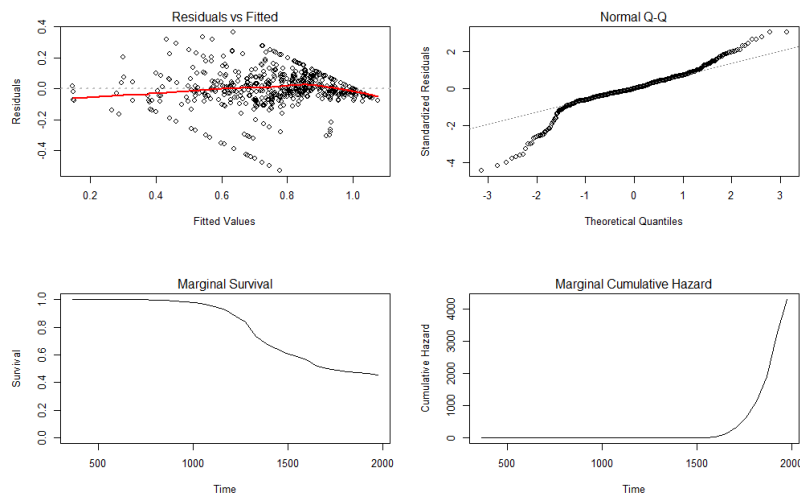 Residuals vs Fitted
Residuals
0.4
0.2
0.0
-0.2
-0.4
0.2 0.4 0.6 0.8 1.0
Fitted Values
Normal Q-Q
Standardized Residuals
2
0
-2
-4
-3 -2 -1 0 1 2 3
Theoretical Quantiles
Marginal Survival
Survival
1.0
0.8
0.6
0.4
0.2
0.0
500 1000 1500 2000
Time
Marginal Cumulative Hazard
Cumulative Hazard
4000
3000
2000
1000
0
500 1000 1500 2000
Time